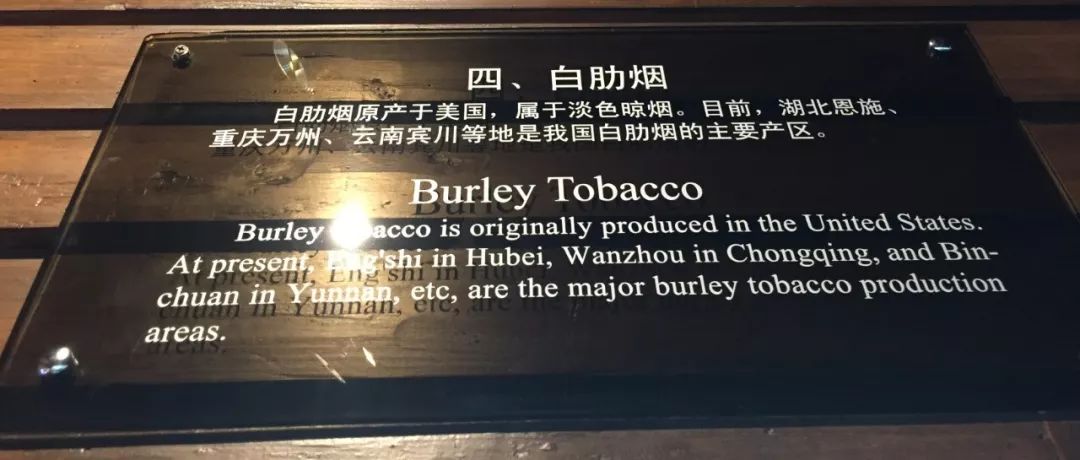 四、白肋烟
白肋烟原产于美国，属于淡色晾烟。目前，湖北恩施、
重庆万州、云南宾川等地是我国白肋烟的主要产区。
Burley Tobacco
Burley acco is originally produced in the United States.
At present, Eng'shi in Hubei, Wanzhou in Chongqing, and Bin-
chuan in Yunnan, etc, are the major burley tobacco production
areas.